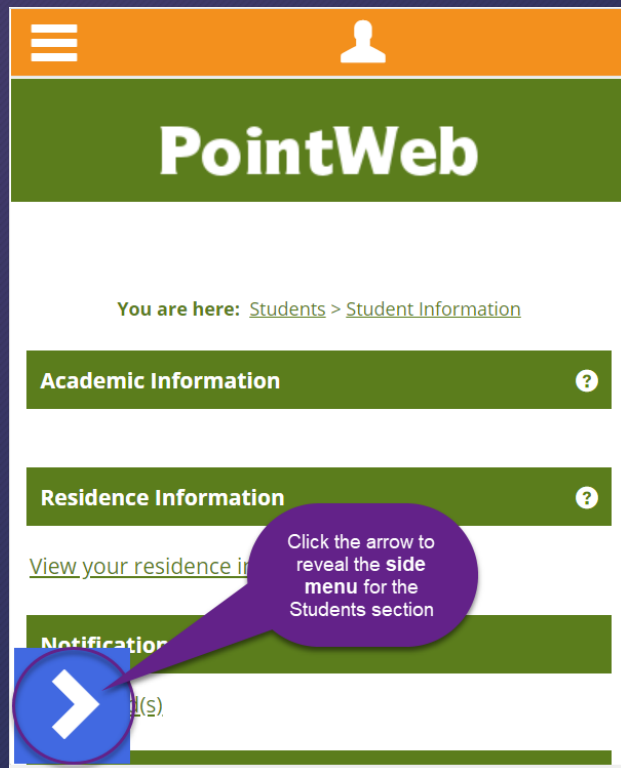 PointWeb
You are here: Students > Student Information
Academic Information ?
Residence Information ?
View your residence
Click the arrow to
reveal the side
menu for the
Students section
Notification
(s)